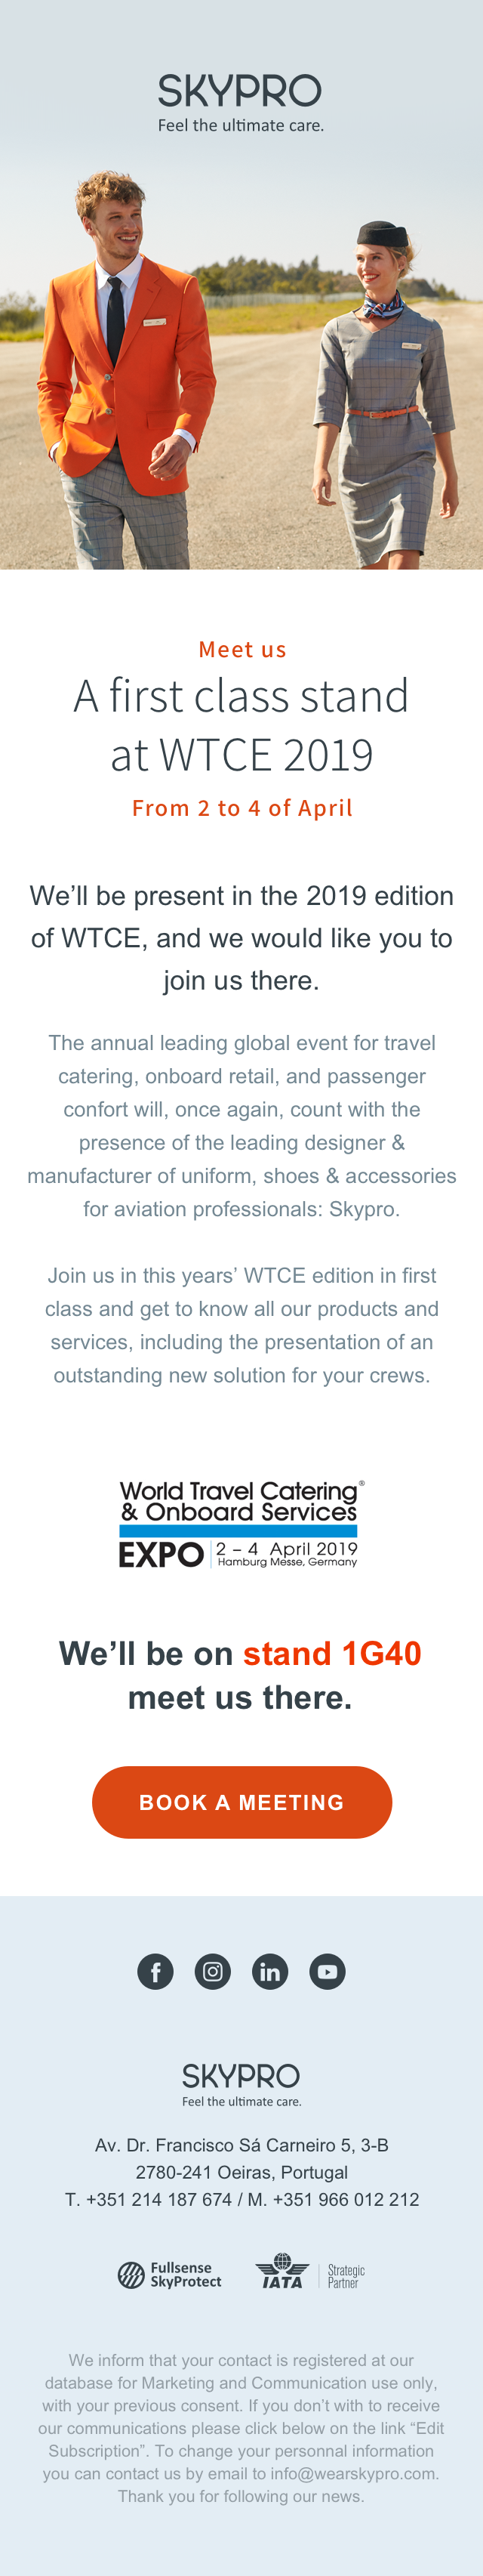 SKYPRO
Feel the ultimate care.
Meet us
A first class stand
at WTCE 2019
From 2 to 4 of April
We’ll be present in the 2019 edition
of WTCE, and we would like you to
join us there.
The annual leading global event for travel
catering, onboard retail, and passenger
confort will, once again, count with the
presence of the leading designer &
manufacturer of uniform, shoes & accessories
for aviation professionals: Skypro.
Join us in this years’ WTCE edition in first
class and get to know all our products and
services, including the presentation of an
outstanding new solution for your crews.
World Travel Catering®
& Onboard Services
EXPO 2 – 4 April 2019
Hamburg Messe, Germany
We’ll be on stand 1G40
meet us there.
BOOK A MEETING
SKYPRO
Feel the ultimate care.
Av. Dr. Francisco Sá Carneiro 5, 3-B
2780-241 Oeiras, Portugal
T. +351 214 187 674 / M. +351 966 012 212
Fullsense
SkyProtect
IATA
Strategic
Partner
We inform that your contact is registered at our
database for Marketing and Communication use only,
with your previous consent. If you don’t with to receive
our communications please click below on the link “Edit
Subscription”. To change your personnal information
you can contact us by email to info@wearskypro.com.
Thank you for following our news.